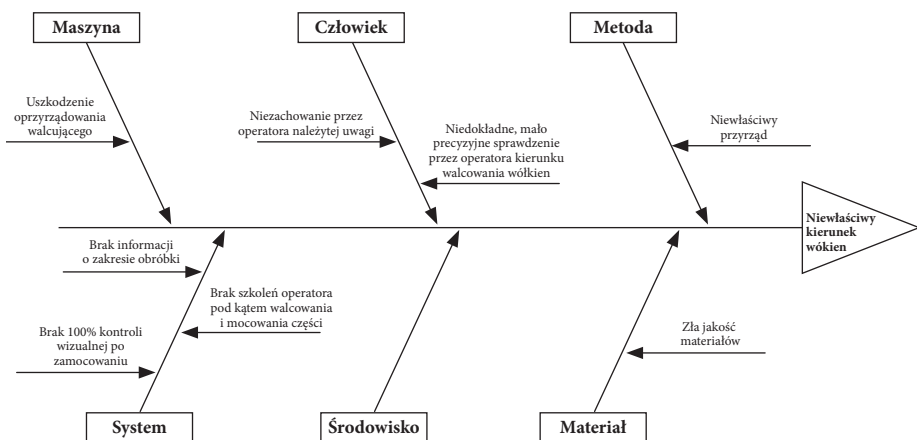 Maszyna
Człowiek
Metoda
Uszkodzenie
oprzyrządowania
walcującego
Niezachowanie przez
operatora należytej uwagi
Niedokładne, mało
precyzyjne sprawdzenie
przez operatora kierunku
walcowania wółkien
Niewłaściwy
przyrząd
Niewłaściwy
kierunek
wókien
Brak informacji
o zakresie obróbki
Brak szkoleń operatora
pod kątem walcowania
i mocowania części
Brak 100% kontroli
wizualnej po
zamocowaniu
Zła jakość
materiałów
System
Środowisko
Materiał